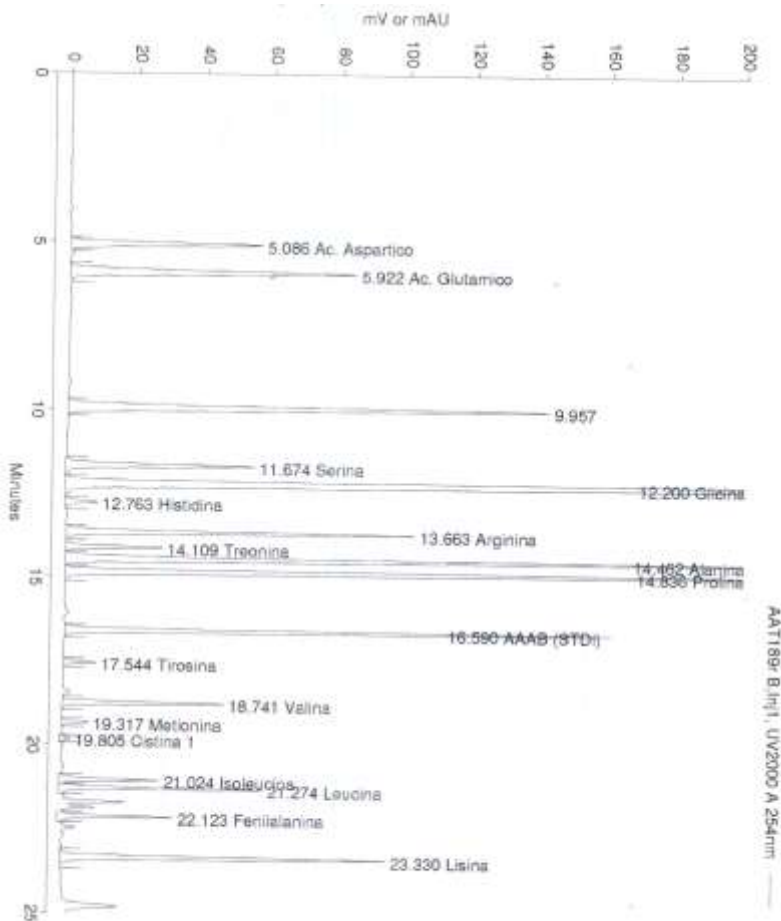 mV or mAU
0 20 40 60 80 100 120 140 160 180 200
0
5
5.086 Ac. Aspartico
5.922 Ac. Glutamico
10
9.957
11.674 Serina
12.200 Glicina
12.763 Histidina
13.663 Arginina
14.109 Treonina
14.462 Alanina
14.836 Prolina
15
16.590 AAAB (STDi)
17.544 Tirosina
18.741 Valina
19.317 Metionina
19.805 Cistina 1
20
21.024 Isoleucios
21.274 Leucina
22.123 Fenilalanina
23.330 Lisina
25
Minutes
AAT189r B.Inj1, UV2000 A 254nm